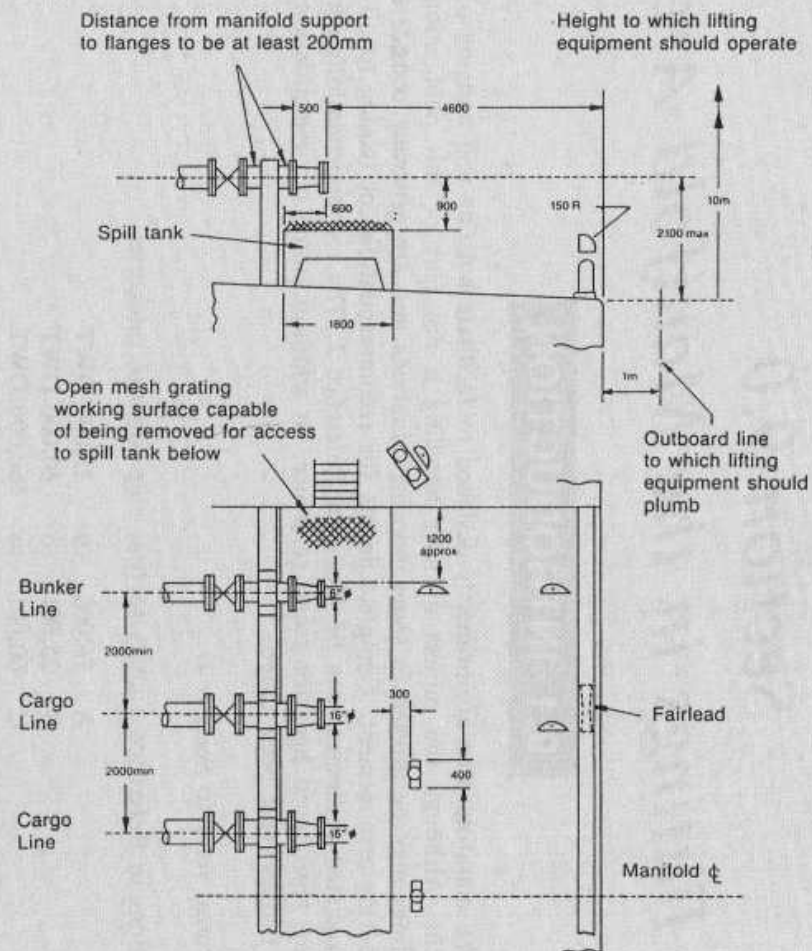 Distance from manifold support
to flanges to be at least 200mm
Height to which lifting
equipment should operate
500
4600
600
900
150 R
2100 max
10m
Spill tank
1800
1m
Open mesh grating
working surface capable
of being removed for access
to spill tank below
Outboard line
to which lifting
equipment should
plumb
1200
approx
Bunker
Line
8" ø
2000min
Cargo
Line
16" ø
300
Fairlead
400
2000min
Cargo
Line
16" ø
Manifold ℄